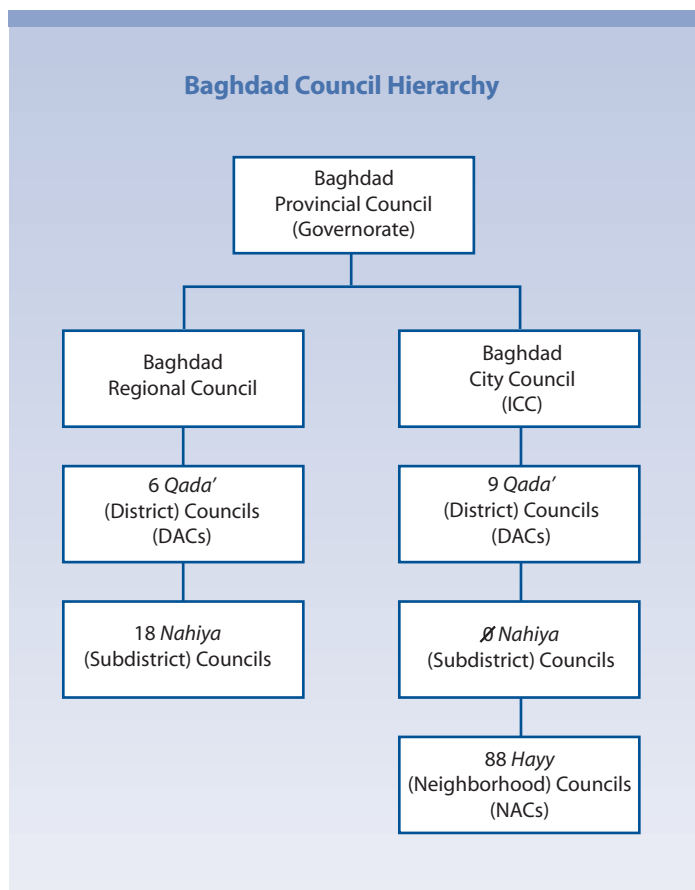 Baghdad Council Hierarchy
Baghdad
Provincial Council
(Governorate)
Baghdad
Regional Council
Baghdad
City Council
(ICC)
6 Qada’
(District) Councils
(DACs)
9 Qada’
(District) Councils
(DACs)
18 Nahiya
(Subdistrict) Councils
Ø Nahiya
(Subdistrict) Councils
88 Hayy
(Neighborhood) Councils
(NACs)